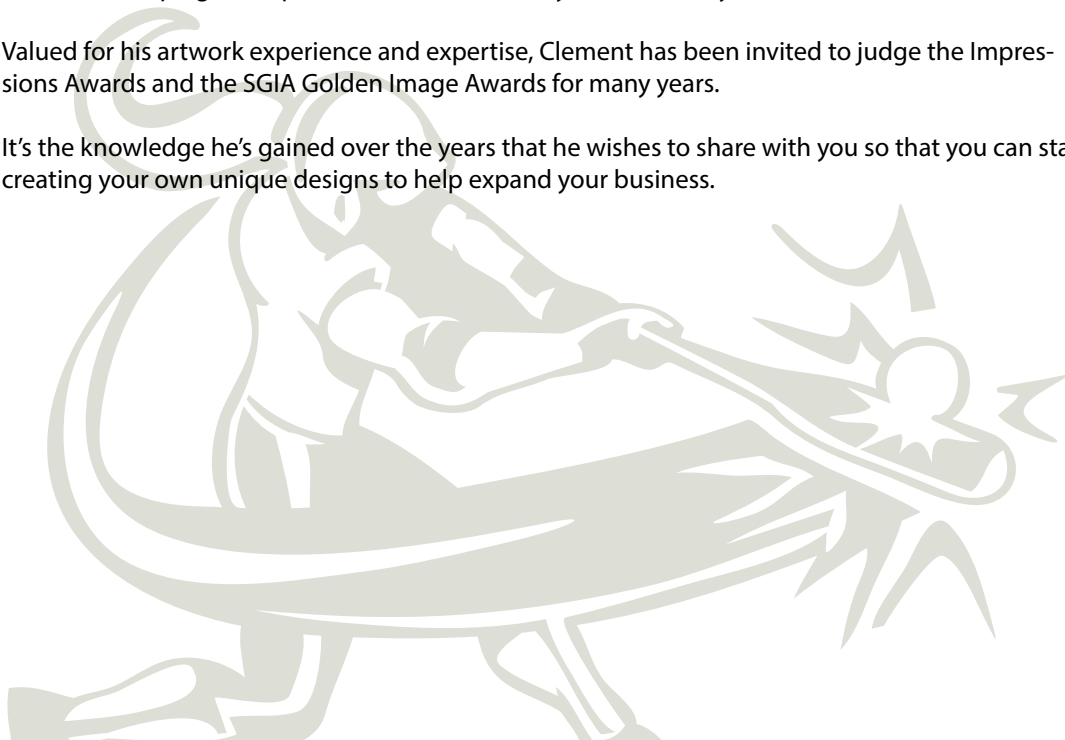 Valued for his artwork experience and expertise, Clement has been invited to judge the Impres-
sions Awards and the SGIA Golden Image Awards for many years.
It’s the knowledge he’s gained over the years that he wishes to share with you so that you can
creating your own unique designs to help expand your business.